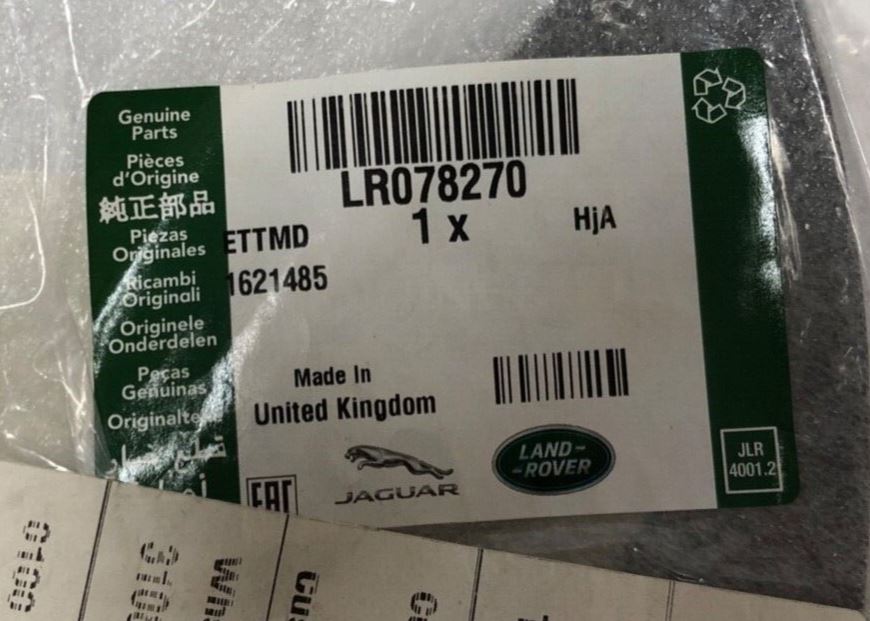 Genuine
Parts
Pièces
d'Origine
純正部品
Piezas
Originales
Ricambi
Originali
Originele
Onderdelen
Peças
Genuínas
LR078270
1 x
HjA
ETTMD
1621485
Made In
United Kingdom
EAC
JAGUAR
LAND-
-ROVER
JLR
4001.2